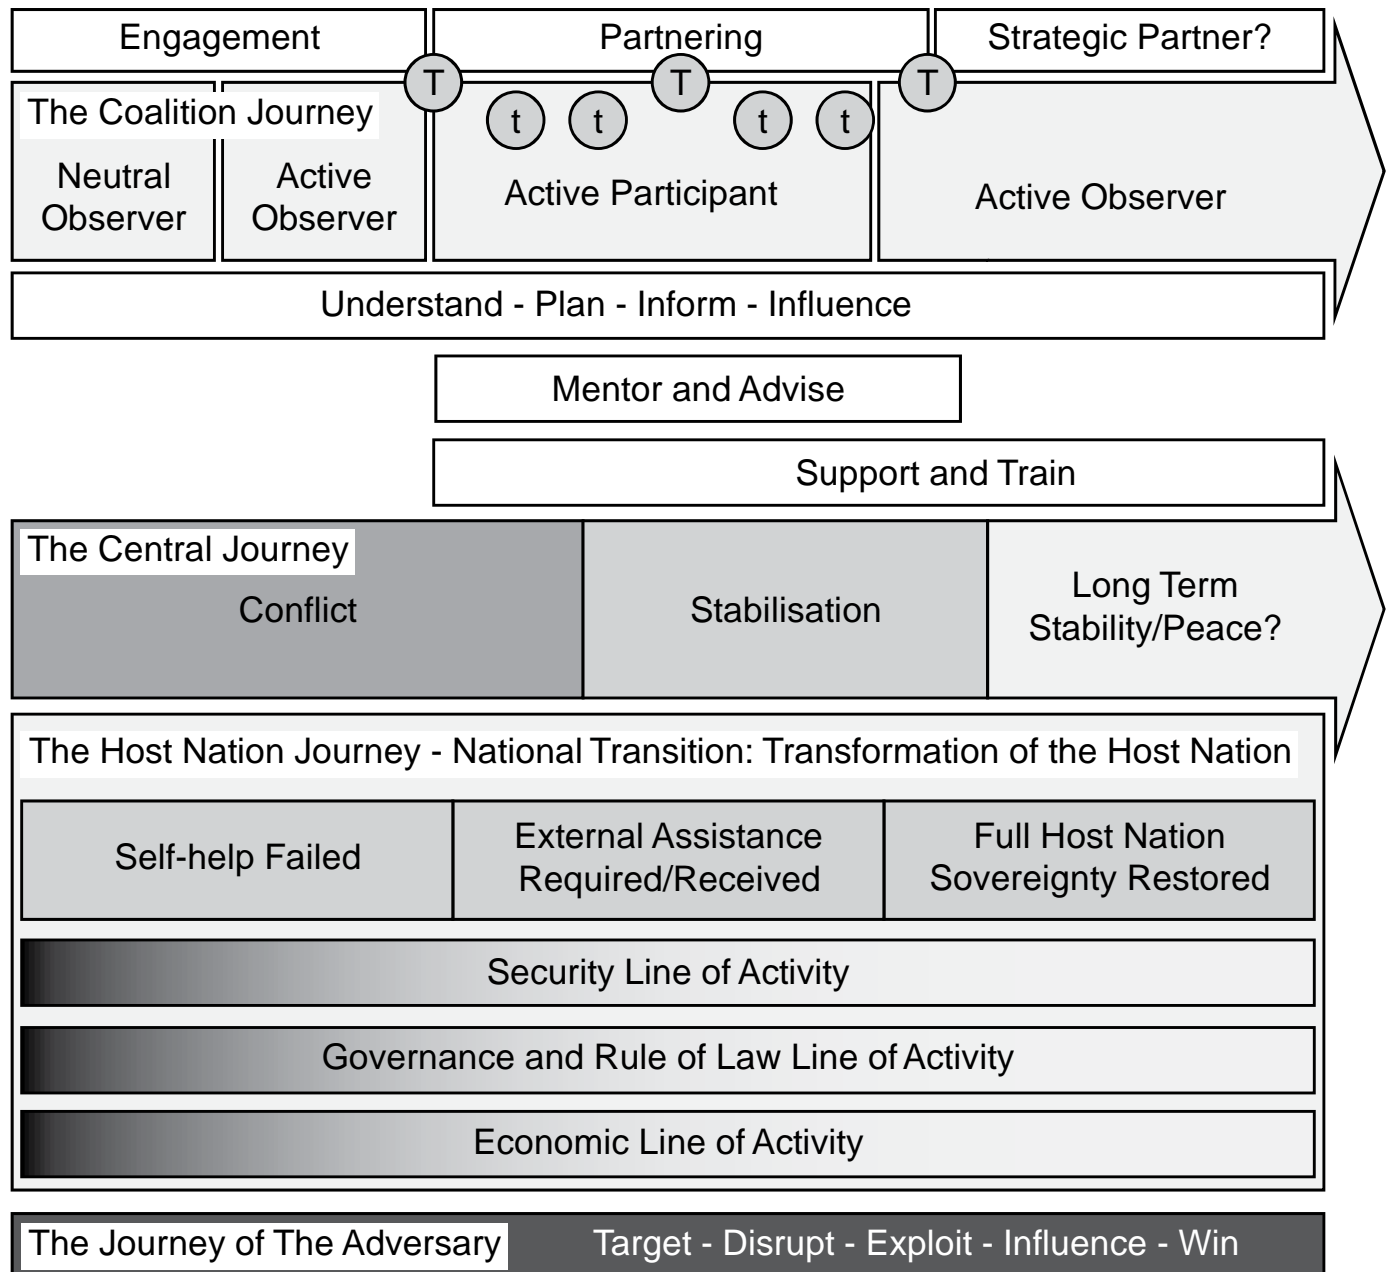 Engagement
Partnering
Strategic Partner?
T
T
T
The Coalition Journey
t
t
t
t
Neutral
Observer
Active
Observer
Active Participant
Active Observer
Understand - Plan - Inform - Influence
Mentor and Advise
Support and Train
The Central Journey
Conflict
Stabilisation
Long Term
Stability/Peace?
The Host Nation Journey - National Transition: Transformation of the Host Nation
Self-help Failed
External Assistance
Required/Received
Full Host Nation
Sovereignty Restored
Security Line of Activity
Governance and Rule of Law Line of Activity
Economic Line of Activity
The Journey of The Adversary
Target - Disrupt - Exploit - Influence - Win